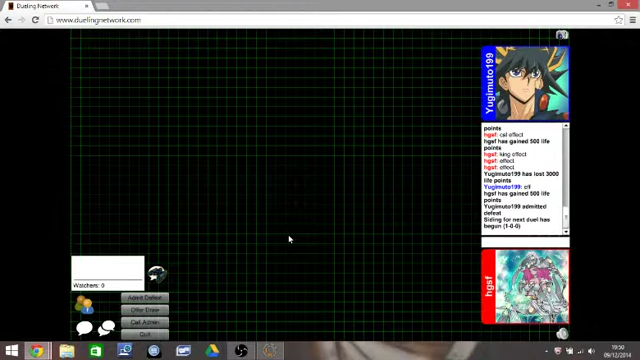 Dueling Network
www.duelingnetwork.com
Yugimuto199
points
hgsf: cat effect
hgsf has gained 500 life
points
hgsf: king effect
hgsf: effect
hgsf: effect
Yugimuto199 has lost 3000
life points
hgsf has gained 500 life
points
Yugimuto199 admitted
defeat
Siding for next duel has
begun (1-0-0)
hgsf
Watchers: 0
Admit Defeat
Offer Draw
Call Admin
Quit
19:50
09/12/2014